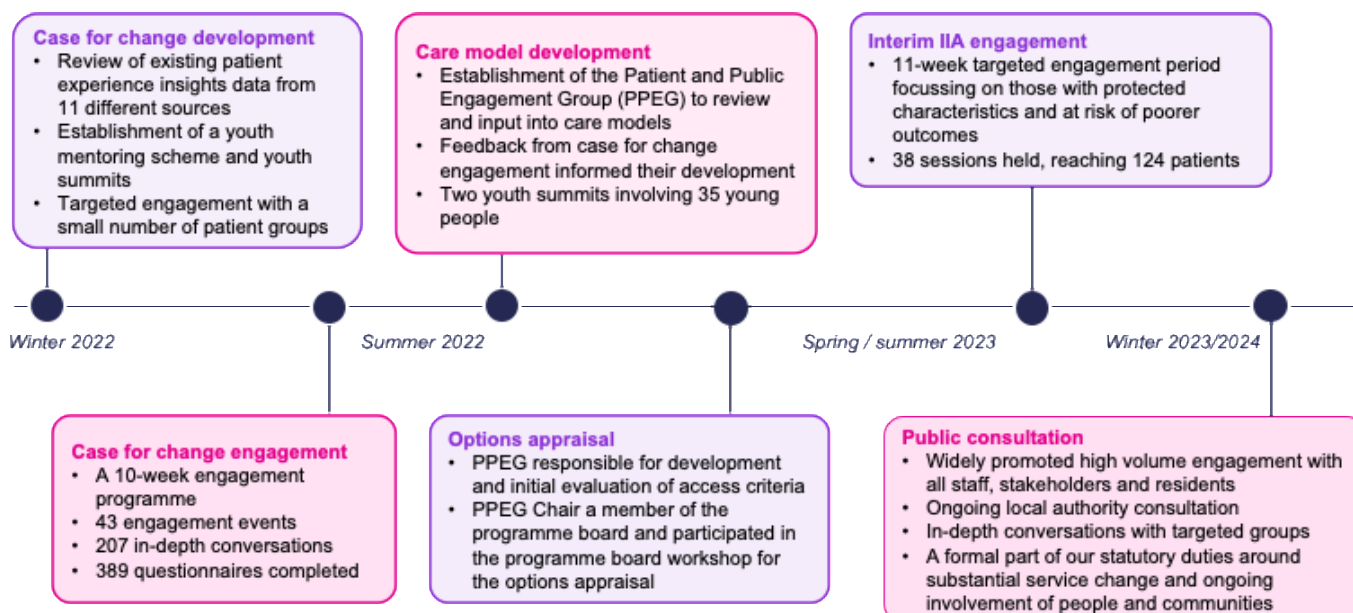 Case for change development
• Review of existing patient
experience insights data from
11 different sources
• Establishment of a youth
mentoring scheme and youth
summits
• Targeted engagement with a
small number of patient groups
Care model development
• Establishment of the Patient and Public
Engagement Group (PPEG) to review
and input into care models
• Feedback from case for change
engagement informed their development
• Two youth summits involving 35 young
people
Interim IIA engagement
• 11-week targeted engagement period
focussing on those with protected
characteristics and at risk of poorer
outcomes
• 38 sessions held, reaching 124 patients
Winter 2022
Summer 2022
Spring / summer 2023
Winter 2023/2024
Case for change engagement
• A 10-week engagement
programme
• 43 engagement events
• 207 in-depth conversations
• 389 questionnaires completed
Options appraisal
• PPEG responsible for development
and initial evaluation of access criteria
• PPEG Chair a member of the
programme board and participated in
the programme board workshop for
the options appraisal
Public consultation
• Widely promoted high volume engagement with
all staff, stakeholders and residents
• Ongoing local authority consultation
• In-depth conversations with targeted groups
• A formal part of our statutory duties around
substantial service change and ongoing
involvement of people and communities